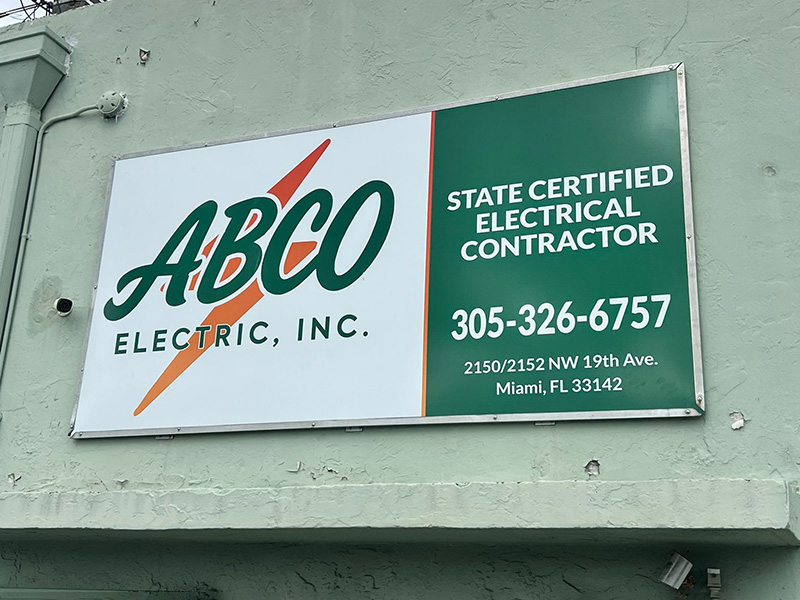 ABCO
ELECTRIC, INC.
STATE CERTIFIED
ELECTRICAL
CONTRACTOR
305-326-6757
2150/2152 NW 19th Ave.
Miami, FL 33142